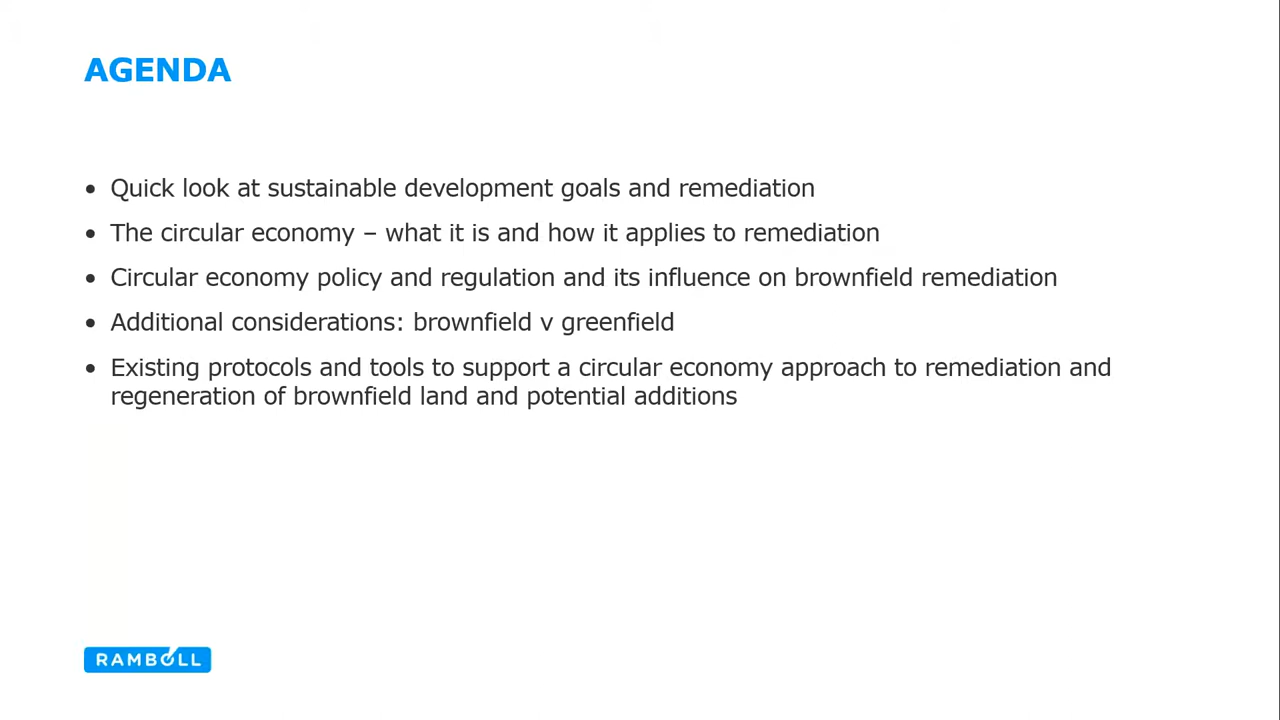 AGENDA
• Quick look at sustainable development goals and remediation
• The circular economy – what it is and how it applies to remediation
• Circular economy policy and regulation and its influence on brownfield remediation
• Additional considerations: brownfield v greenfield
• Existing protocols and tools to support a circular economy approach to remediation and
regeneration of brownfield land and potential additions
RAMBOLL